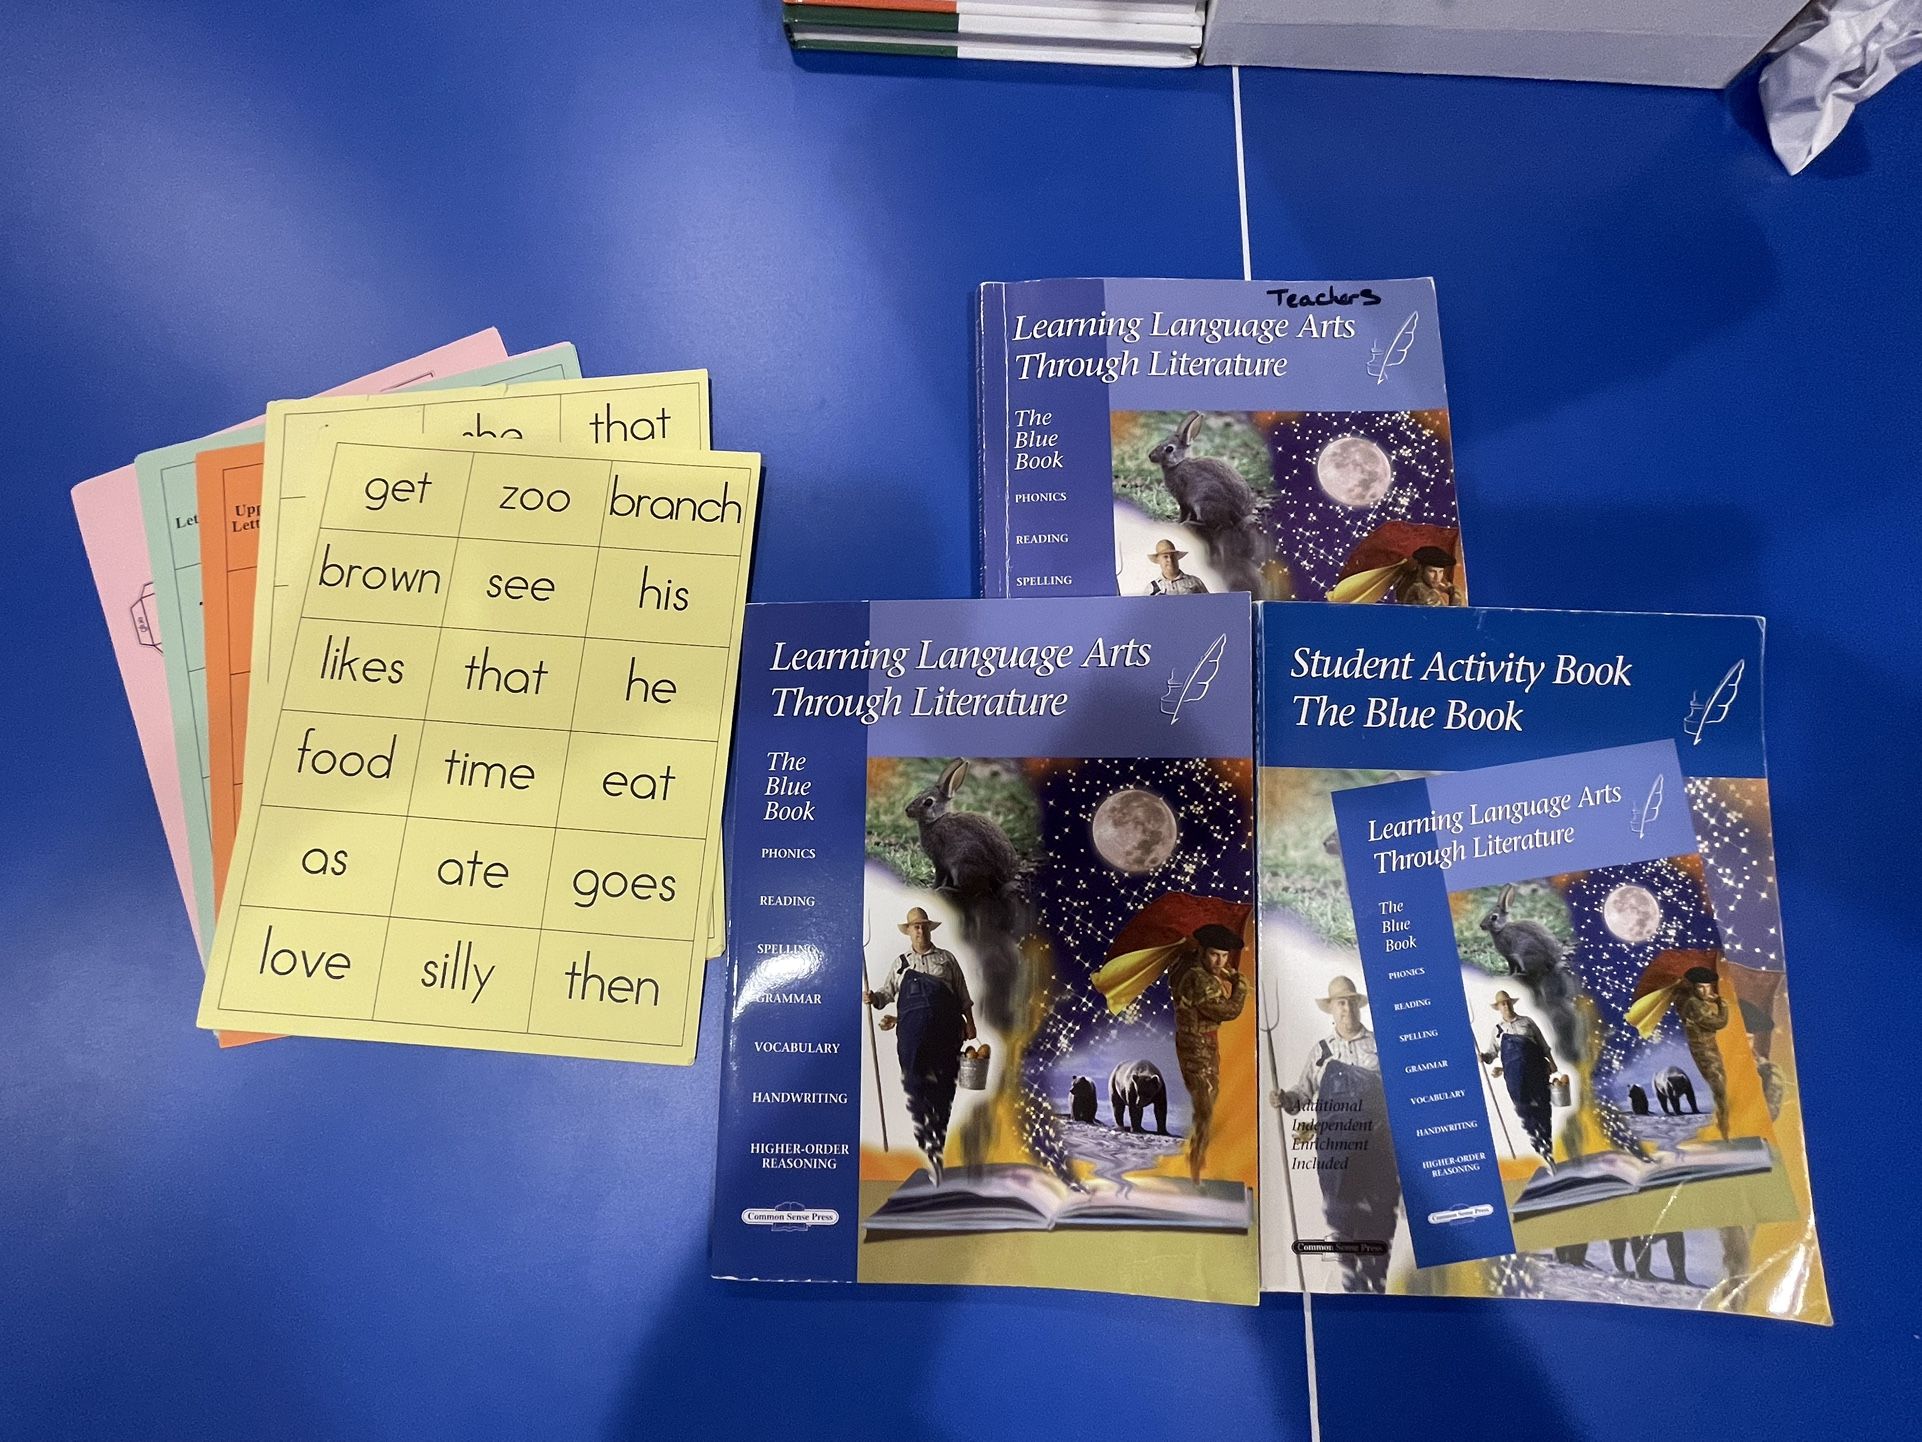 she that
get zoo branch
brown see his
likes that he
food time eat
as ate goes
love silly then
Teachers
Learning Language Arts
Through Literature
The
Blue
Book
PHONICS
READING
SPELLING
Learning Language Arts
Through Literature
The
Blue
Book
PHONICS
READING
SPELLING
GRAMMAR
VOCABULARY
HANDWRITING
HIGHER-ORDER
REASONING
Common Sense Press
Student Activity Book
The Blue Book
Learning Language Arts
Through Literature
The
Blue
Book
PHONICS
READING
SPELLING
GRAMMAR
VOCABULARY
HANDWRITING
HIGHER-ORDER
REASONING
Common Sense Press
Additional
Independent
Enrichment
Included
Common Sense Press